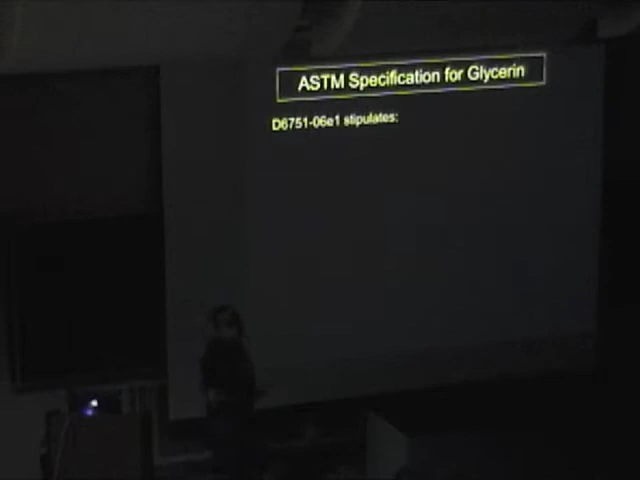 ASTM Specification for Glycerin
D6751-06e1 stipulates: